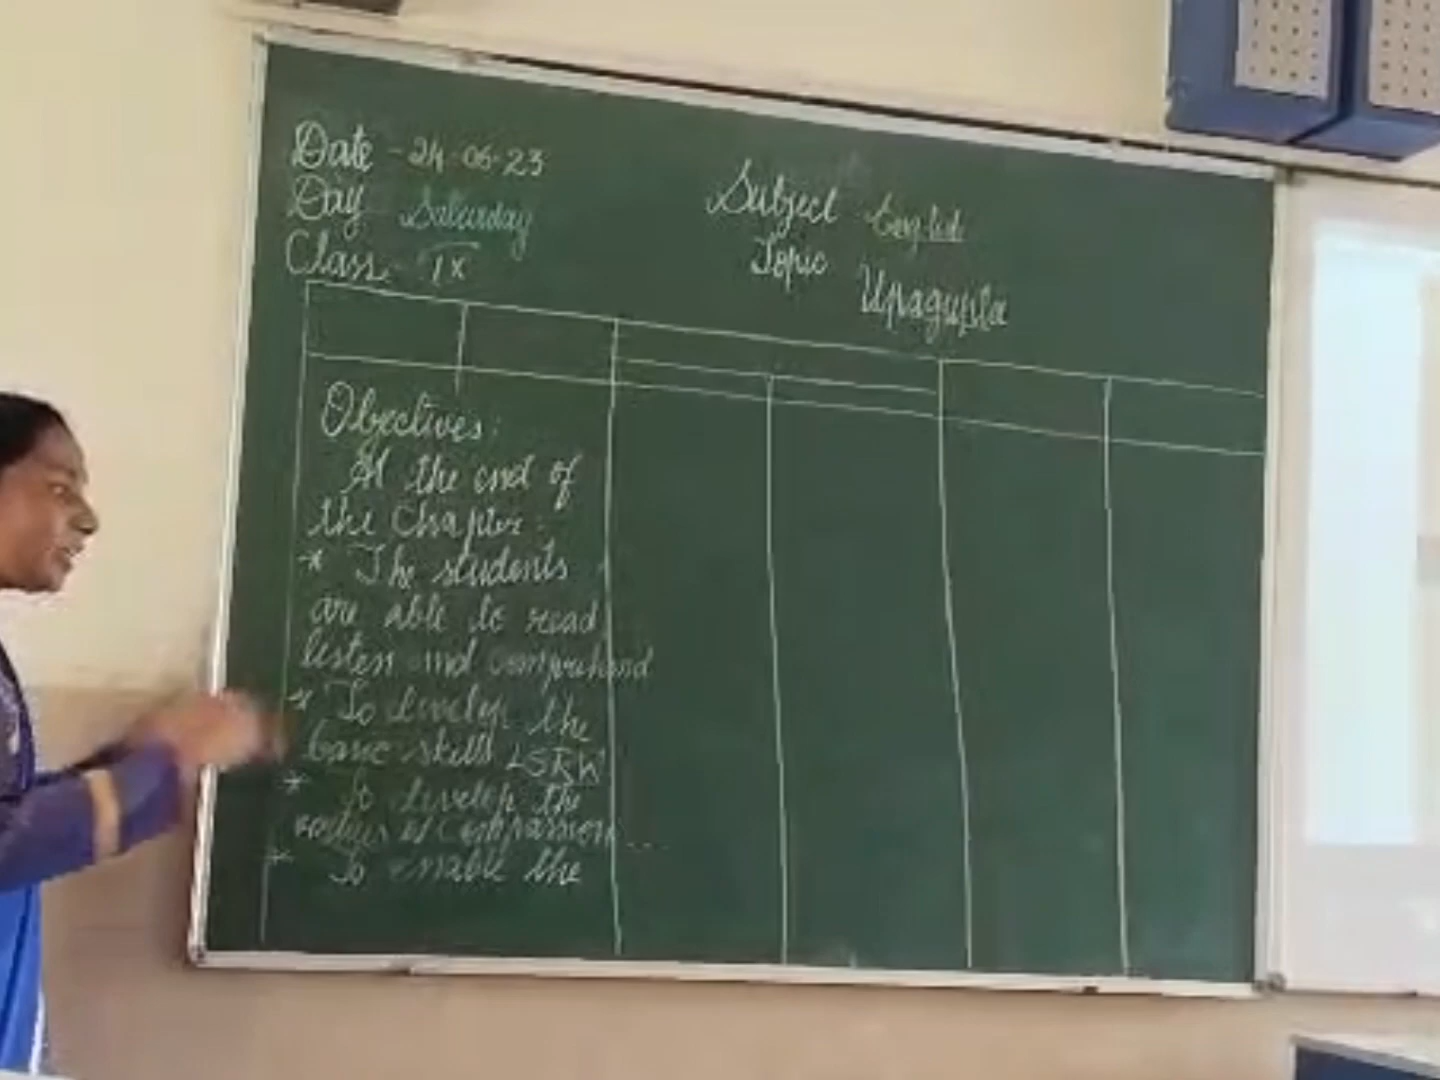 Date - 24-06-23
Day Saturday
Class - IX
Subject English
Topic Upagupta
Objectives:
At the end of
the Chapter:
* The students
are able to read,
listen and comprehend
* To develop the
basic skills LSRW
* To develop the
values of Compassion ...
* To enable the